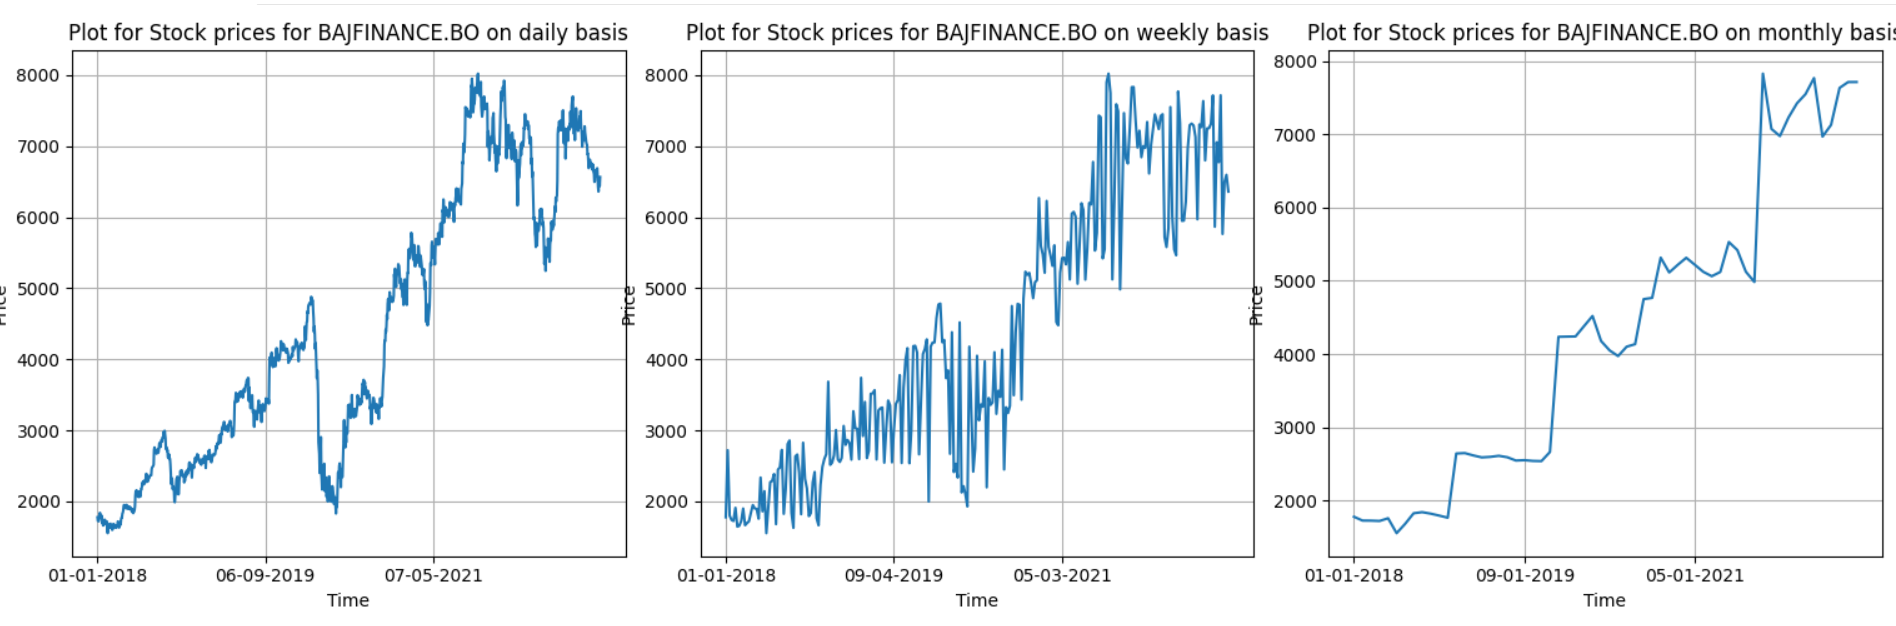 Plot for Stock prices for BAJFINANCE.BO on daily basis
8000
7000
6000
5000
4000
3000
2000
Price
01-01-2018 06-09-2019 07-05-2021
Time
Plot for Stock prices for BAJFINANCE.BO on weekly basis
8000
7000
6000
5000
4000
3000
2000
Price
01-01-2018 09-04-2019 05-03-2021
Time
Plot for Stock prices for BAJFINANCE.BO on monthly basis
8000
7000
6000
5000
4000
3000
2000
Price
01-01-2018 09-01-2019 05-01-2021
Time